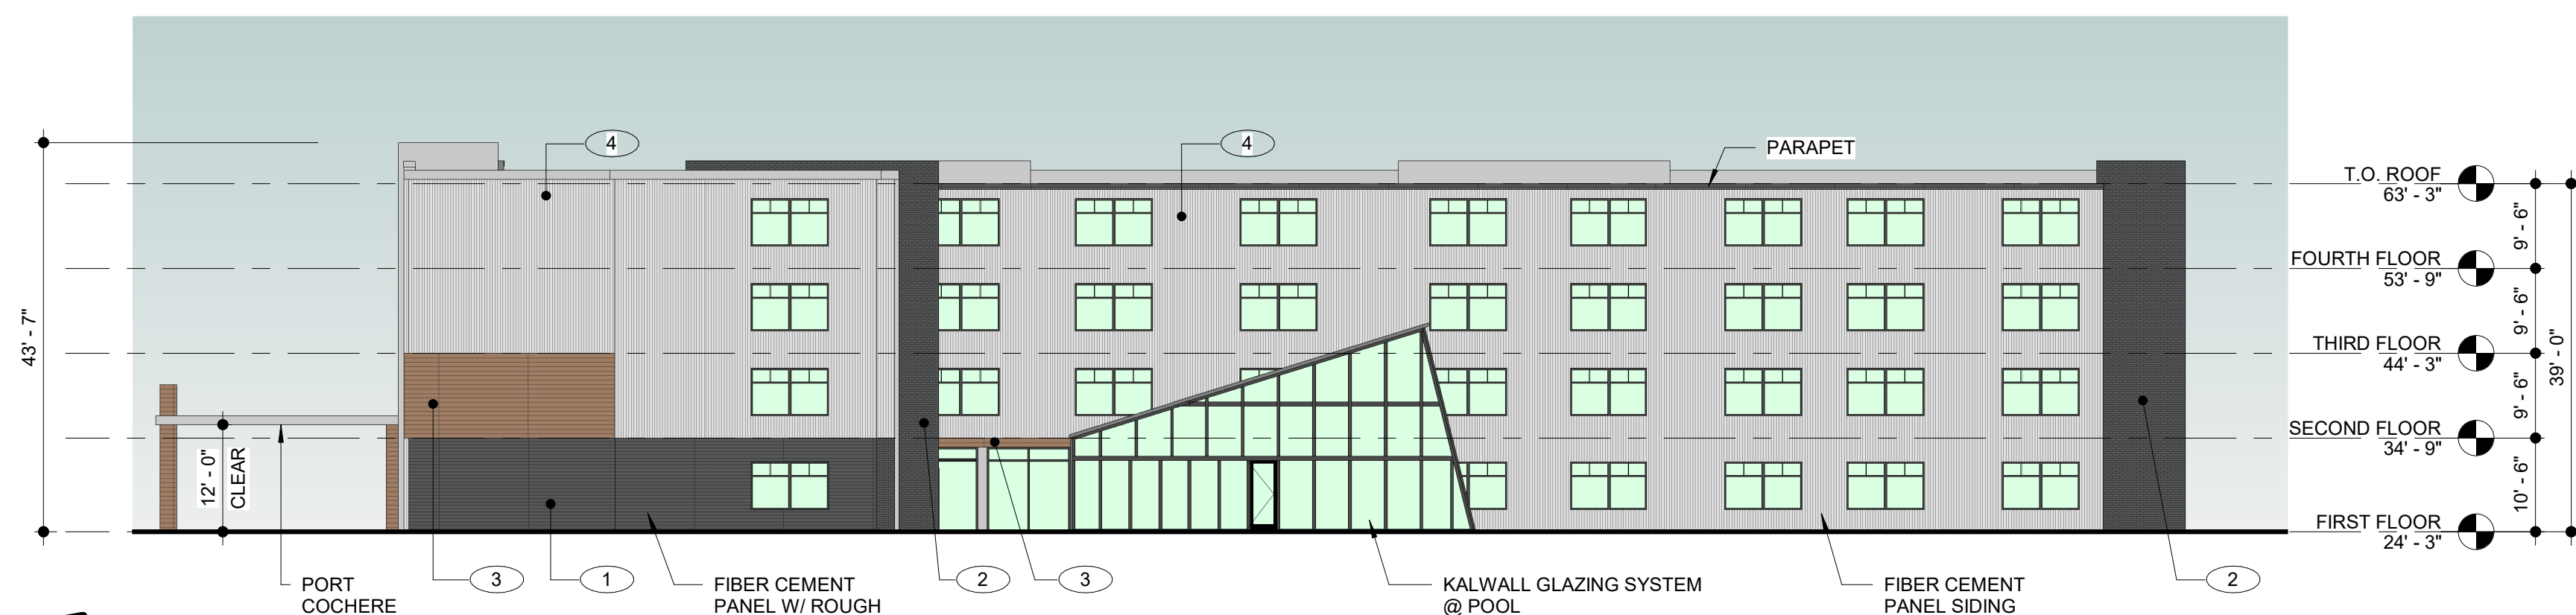 4
4
PARAPET
T.O. ROOF
63' - 3"
9' - 6"
FOURTH FLOOR
53' - 9"
9' - 6"
43' - 7"
THIRD FLOOR
44' - 3"
39' - 0"
9' - 6"
SECOND FLOOR
34' - 9"
12' - 0"
CLEAR
10' - 6"
FIRST FLOOR
24' - 3"
3
1
2
3
2
PORT
COCHERE
FIBER CEMENT
PANEL W/ ROUGH
KALWALL GLAZING SYSTEM
@ POOL
FIBER CEMENT
PANEL SIDING